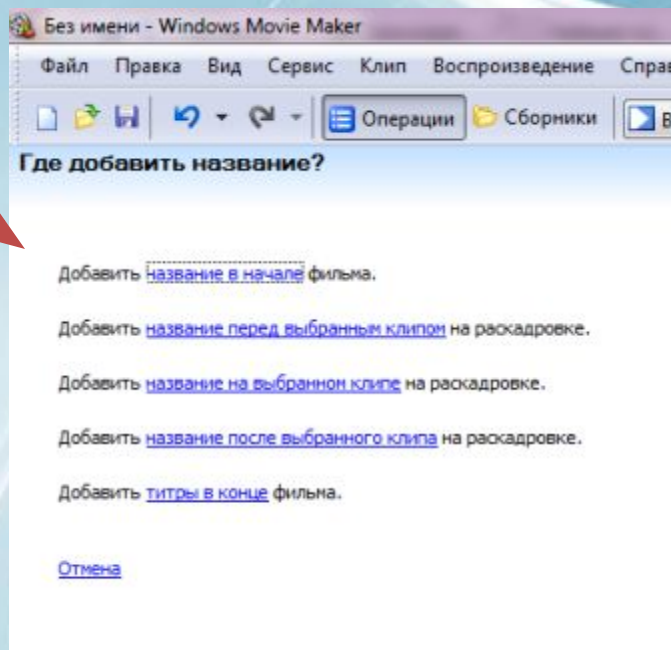 Без имени - Windows Movie Maker
Файл Правка Вид Сервис Клип Воспроизведение
Операции Сборники
Где добавить название?
Добавить название в начале фильма.
Добавить название перед выбранным клипом на раскадровке.
Добавить название на выбранном клипе на раскадровке.
Добавить название после выбранного клипа на раскадровке.
Добавить титры в конце фильма.
Отмена